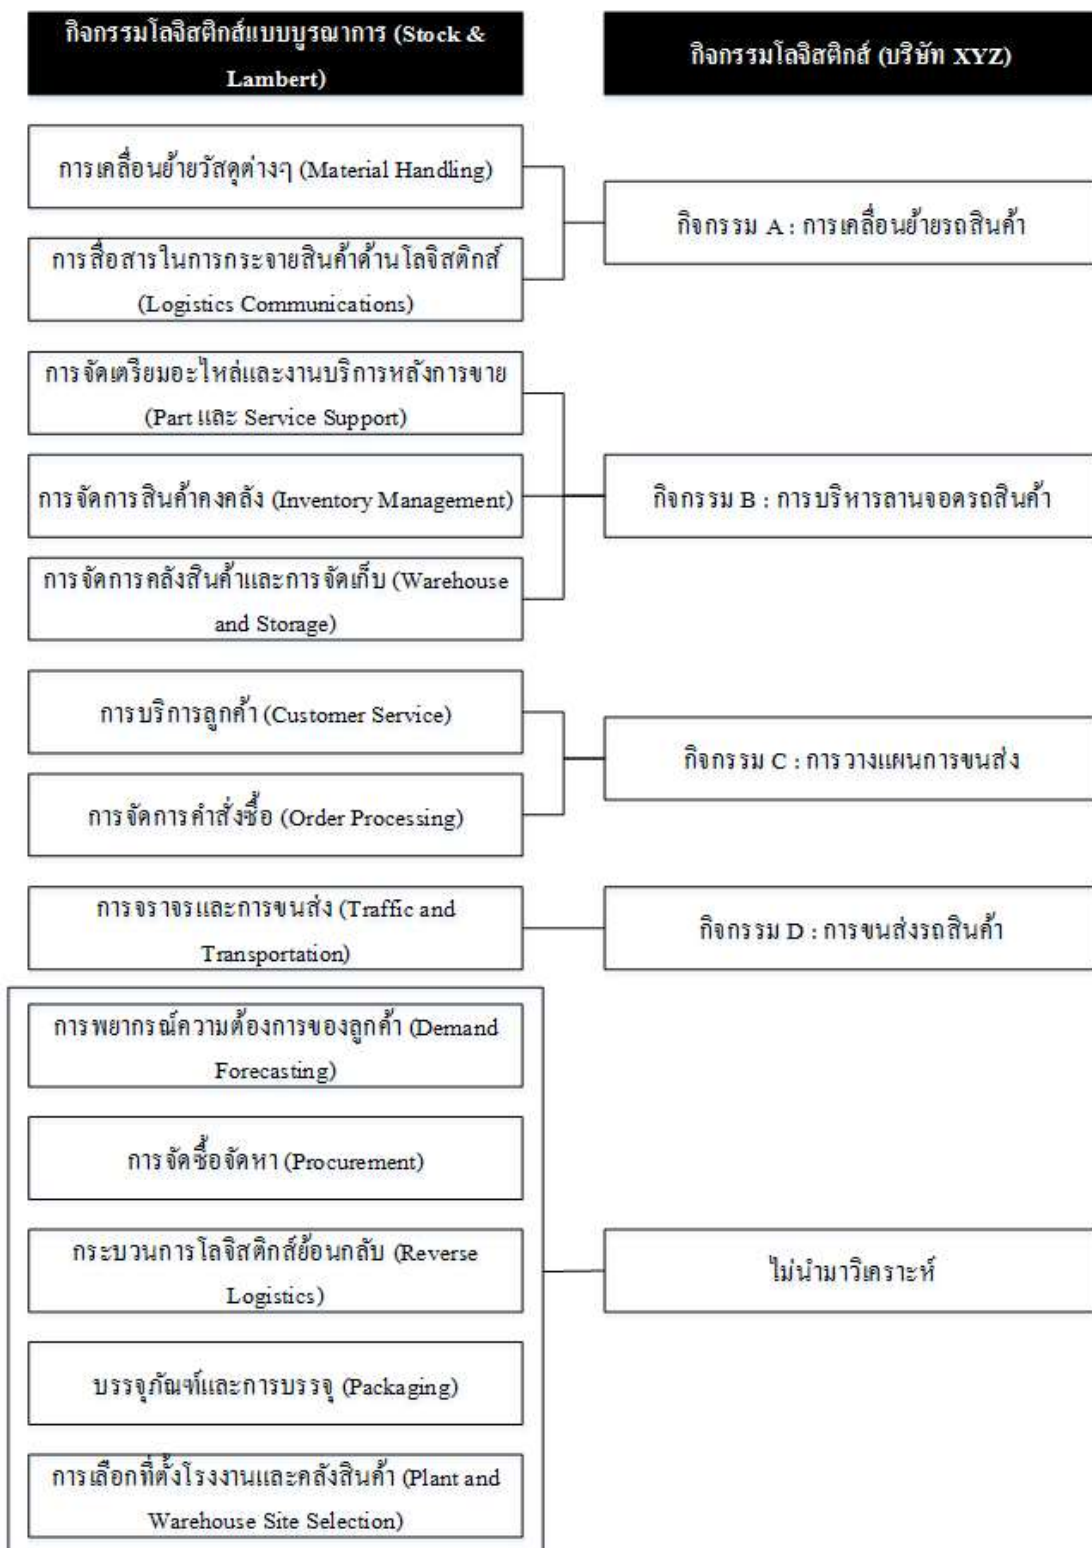 กิจกรรมโลจิสติกส์แบบบูรณาการ (Stock &
Lambert)
กิจกรรมโลจิสติกส์ (บริษัท XYZ)
การเคลื่อนย้ายวัสดุต่างๆ (Material Handling)
กิจกรรม A : การเคลื่อนย้ายรถสินค้า
การสื่อสารในการกระจายสินค้าด้านโลจิสติกส์
(Logistics Communications)
การจัดเตรียมอะไหล่และงานบริการหลังการขาย
(Part และ Service Support)
การจัดการสินค้าคงคลัง (Inventory Management)
กิจกรรม B : การบริหารลานจอดรถสินค้า
การจัดการคลังสินค้าและการจัดเก็บ (Warehouse
and Storage)
การบริการลูกค้า (Customer Service)
กิจกรรม C : การวางแผนการขนส่ง
การจัดการคำสั่งซื้อ (Order Processing)
การจราจรและการขนส่ง (Traffic and
Transportation)
กิจกรรม D : การขนส่งรถสินค้า
การพยากรณ์ความต้องการของลูกค้า (Demand
Forecasting)
การจัดซื้อจัดหา (Procurement)
กระบวนการโลจิสติกส์ย้อนกลับ (Reverse
Logistics)
ไม่นำมาวิเคราะห์
บรรจุภัณฑ์และการบรรจุ (Packaging)
การเลือกที่ตั้งโรงงานและคลังสินค้า (Plant and
Warehouse Site Selection)